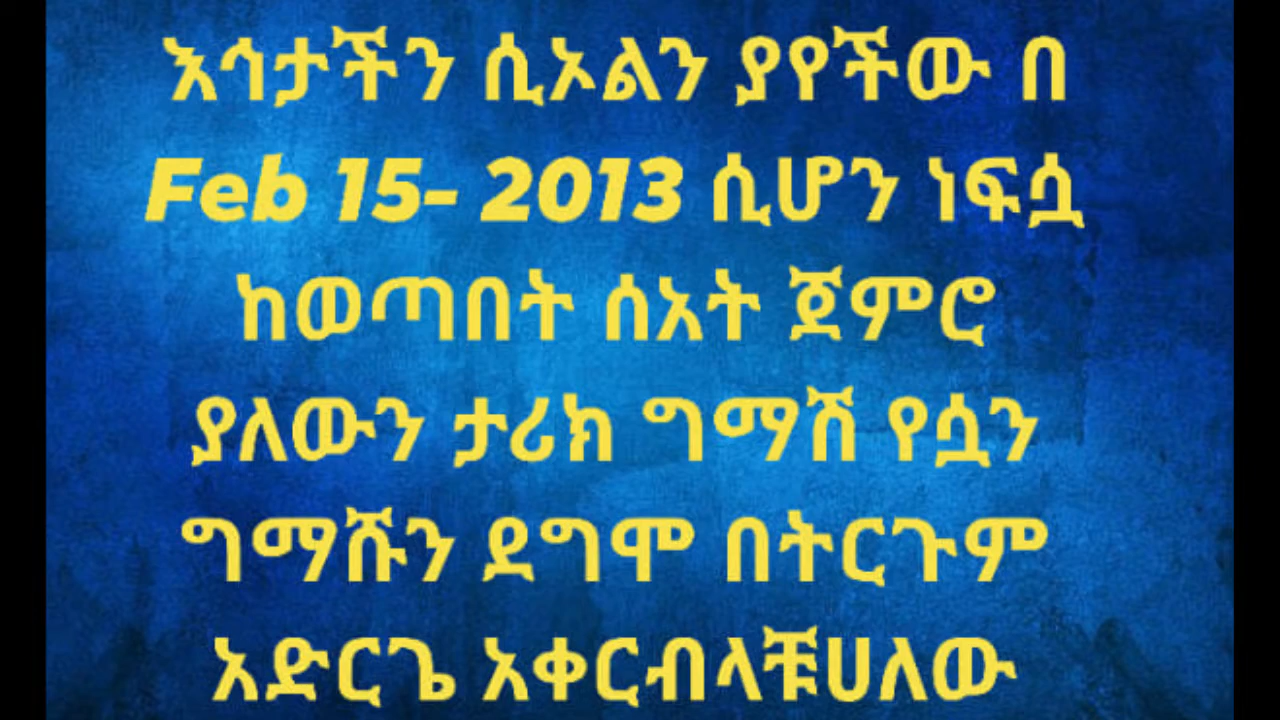 እኅታችን ሲኦልን ያየችው በ
Feb 15- 2013 ሲሆን ነፍሷ
ከወጣበት ሰአት ጀምሮ
ያለውን ታሪክ ግማሽ የሷን
ግማሹን ደግሞ በትርጉም
አድርጌ አቀርብላቹሀለው